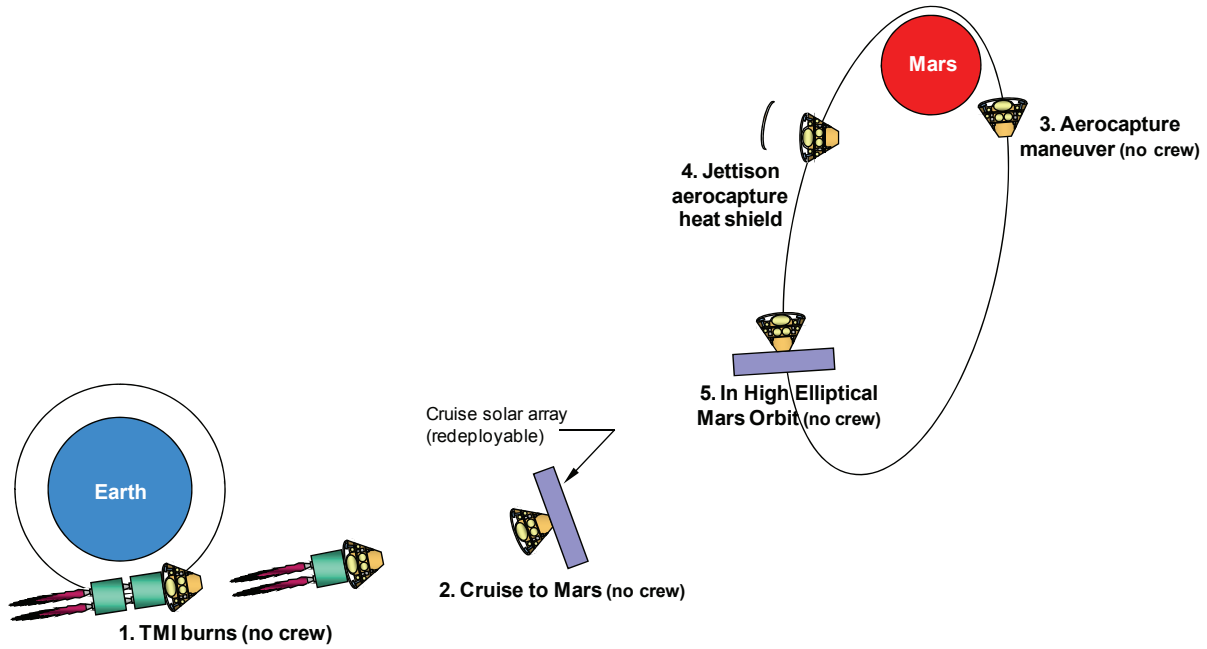 Mars
3. Aerocapture
maneuver (no crew)
4. Jettison
aerocapture
heat shield
5. In High Elliptical
Mars Orbit (no crew)
Cruise solar array
(redeployable)
Earth
2. Cruise to Mars (no crew)
1. TMI burns (no crew)